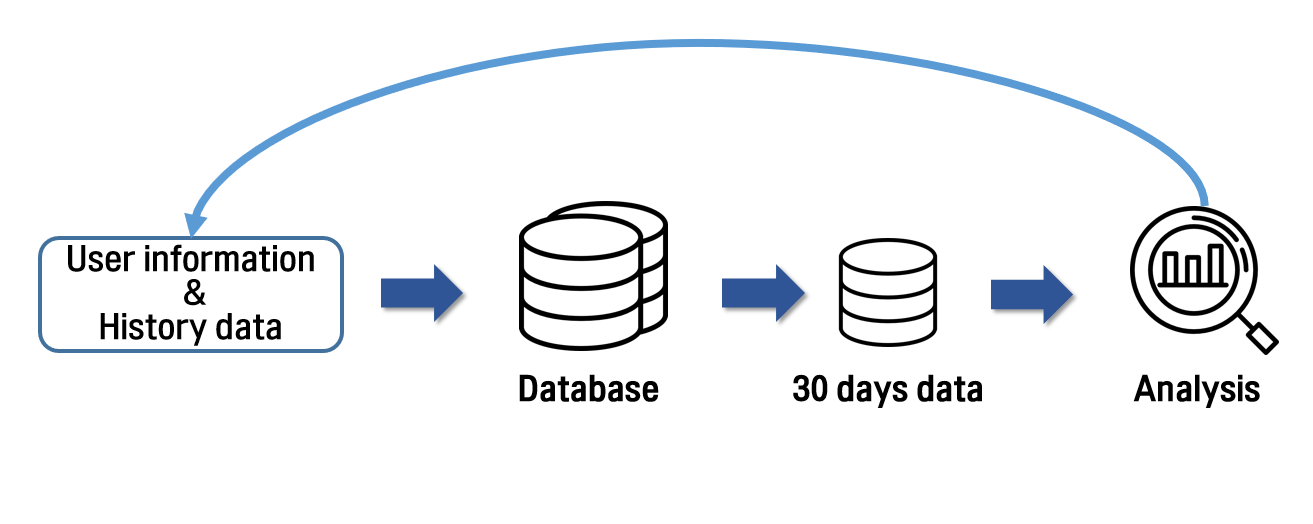 User information
&
History data
Database
30 days data
Analysis